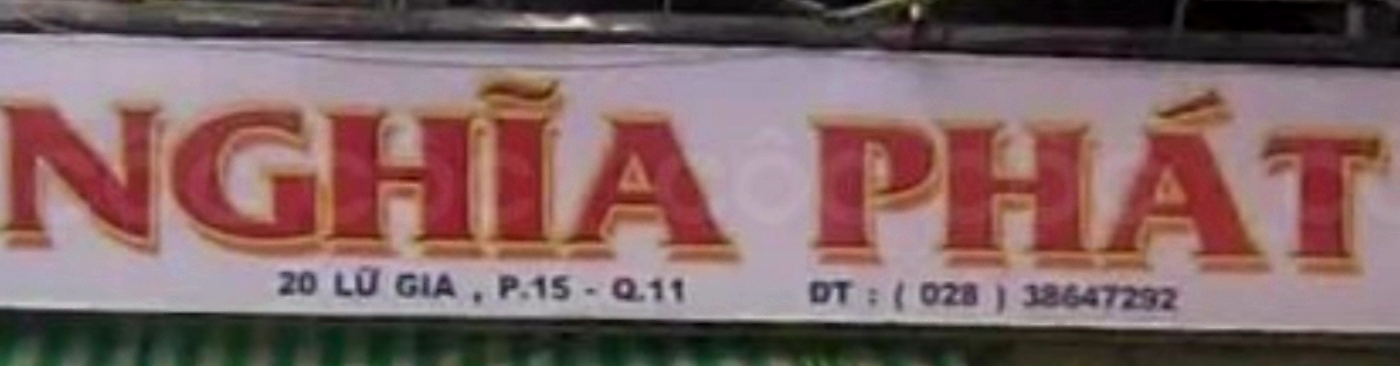 NGHĨA PHÁT
20 LỮ GIA , P.15 - Q.11 ĐT : ( 028 ) 38647292